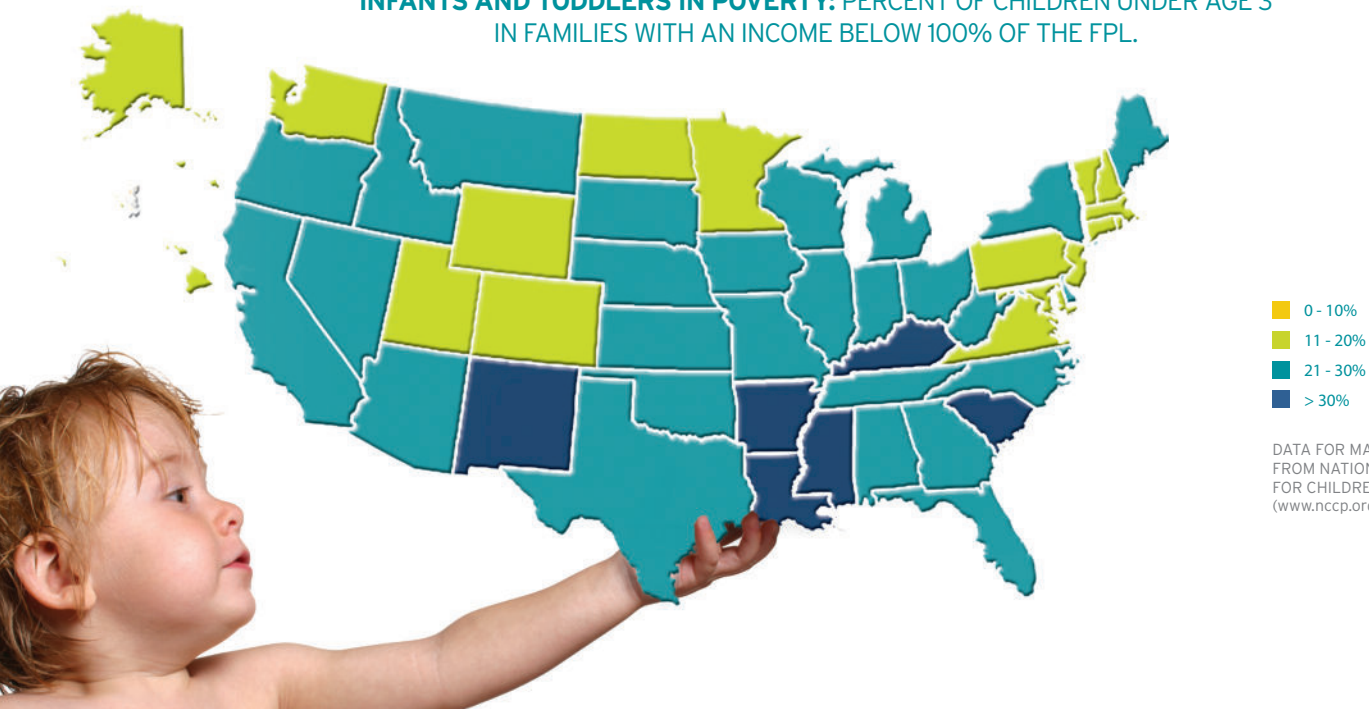 INFANTS AND TODDLERS IN POVERTY: PERCENT OF CHILDREN UNDER AGE 3
IN FAMILIES WITH AN INCOME BELOW 100% OF THE FPL.
0 - 10%
11 - 20%
21 - 30%
> 30%
DATA FOR
FROM
FOR